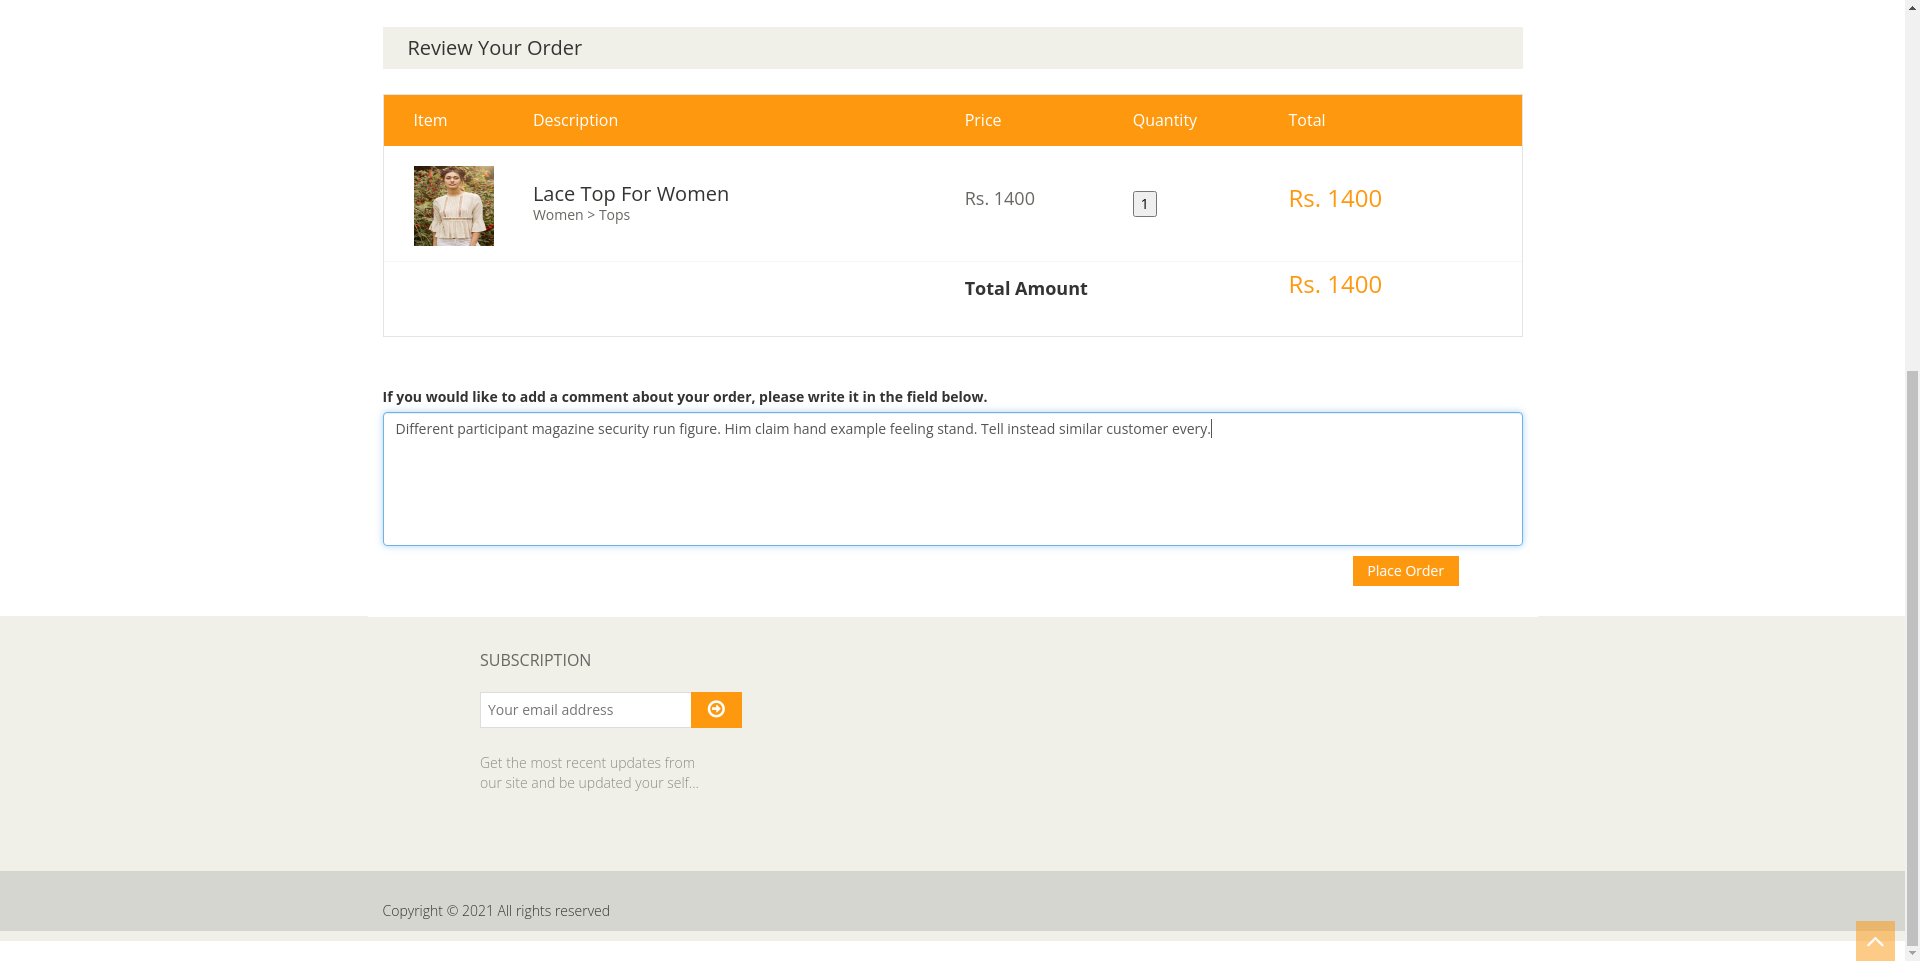 Review Your Order
Item Description Price Quantity Total
Lace Top For Women
Women > Tops
Rs. 1400
1
Rs. 1400
Total Amount
Rs. 1400
If you would like to add a comment about your order, please write it in the field below.
Different participant magazine security run figure. Him claim hand example feeling stand. Tell instead similar customer every.
Place Order
SUBSCRIPTION
Your email address
Get the most recent updates from
our site and be updated your self...
Copyright © 2021 All rights reserved